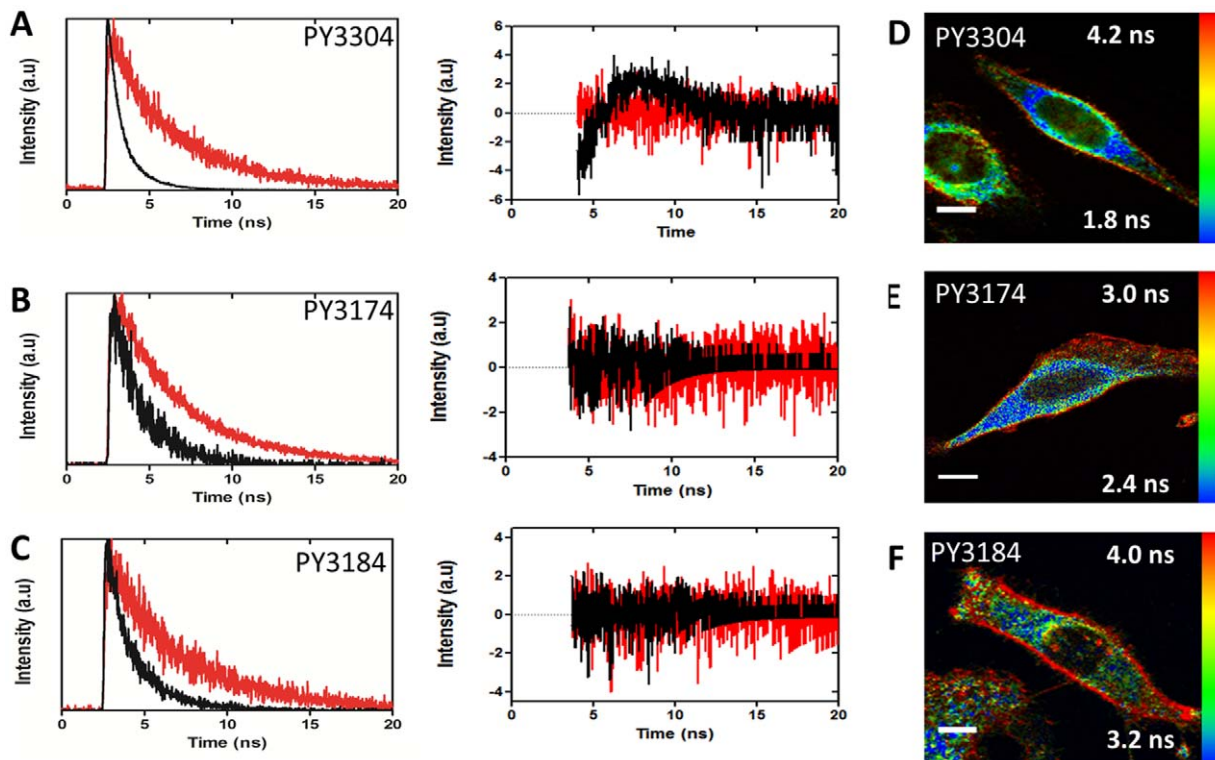 A
PY3304
Intensity (a.u)
0 5 10 15 20
Time (ns)
Intensity (a.u)
6
4
2
0
-2
-4
-6
0 5 10 15 20
Time
D
PY3304
4.2 ns
1.8 ns
B
PY3174
Intensity (a.u)
0 5 10 15 20
Time (ns)
Intensity (a.u)
4
2
0
-2
-4
0 5 10 15 20
Time (ns)
E
PY3174
3.0 ns
2.4 ns
C
PY3184
Intensity (a.u)
0 5 10 15 20
Time (ns)
Intensity (a.u)
4
2
0
-2
-4
0 5 10 15 20
Time (ns)
F
PY3184
4.0 ns
3.2 ns